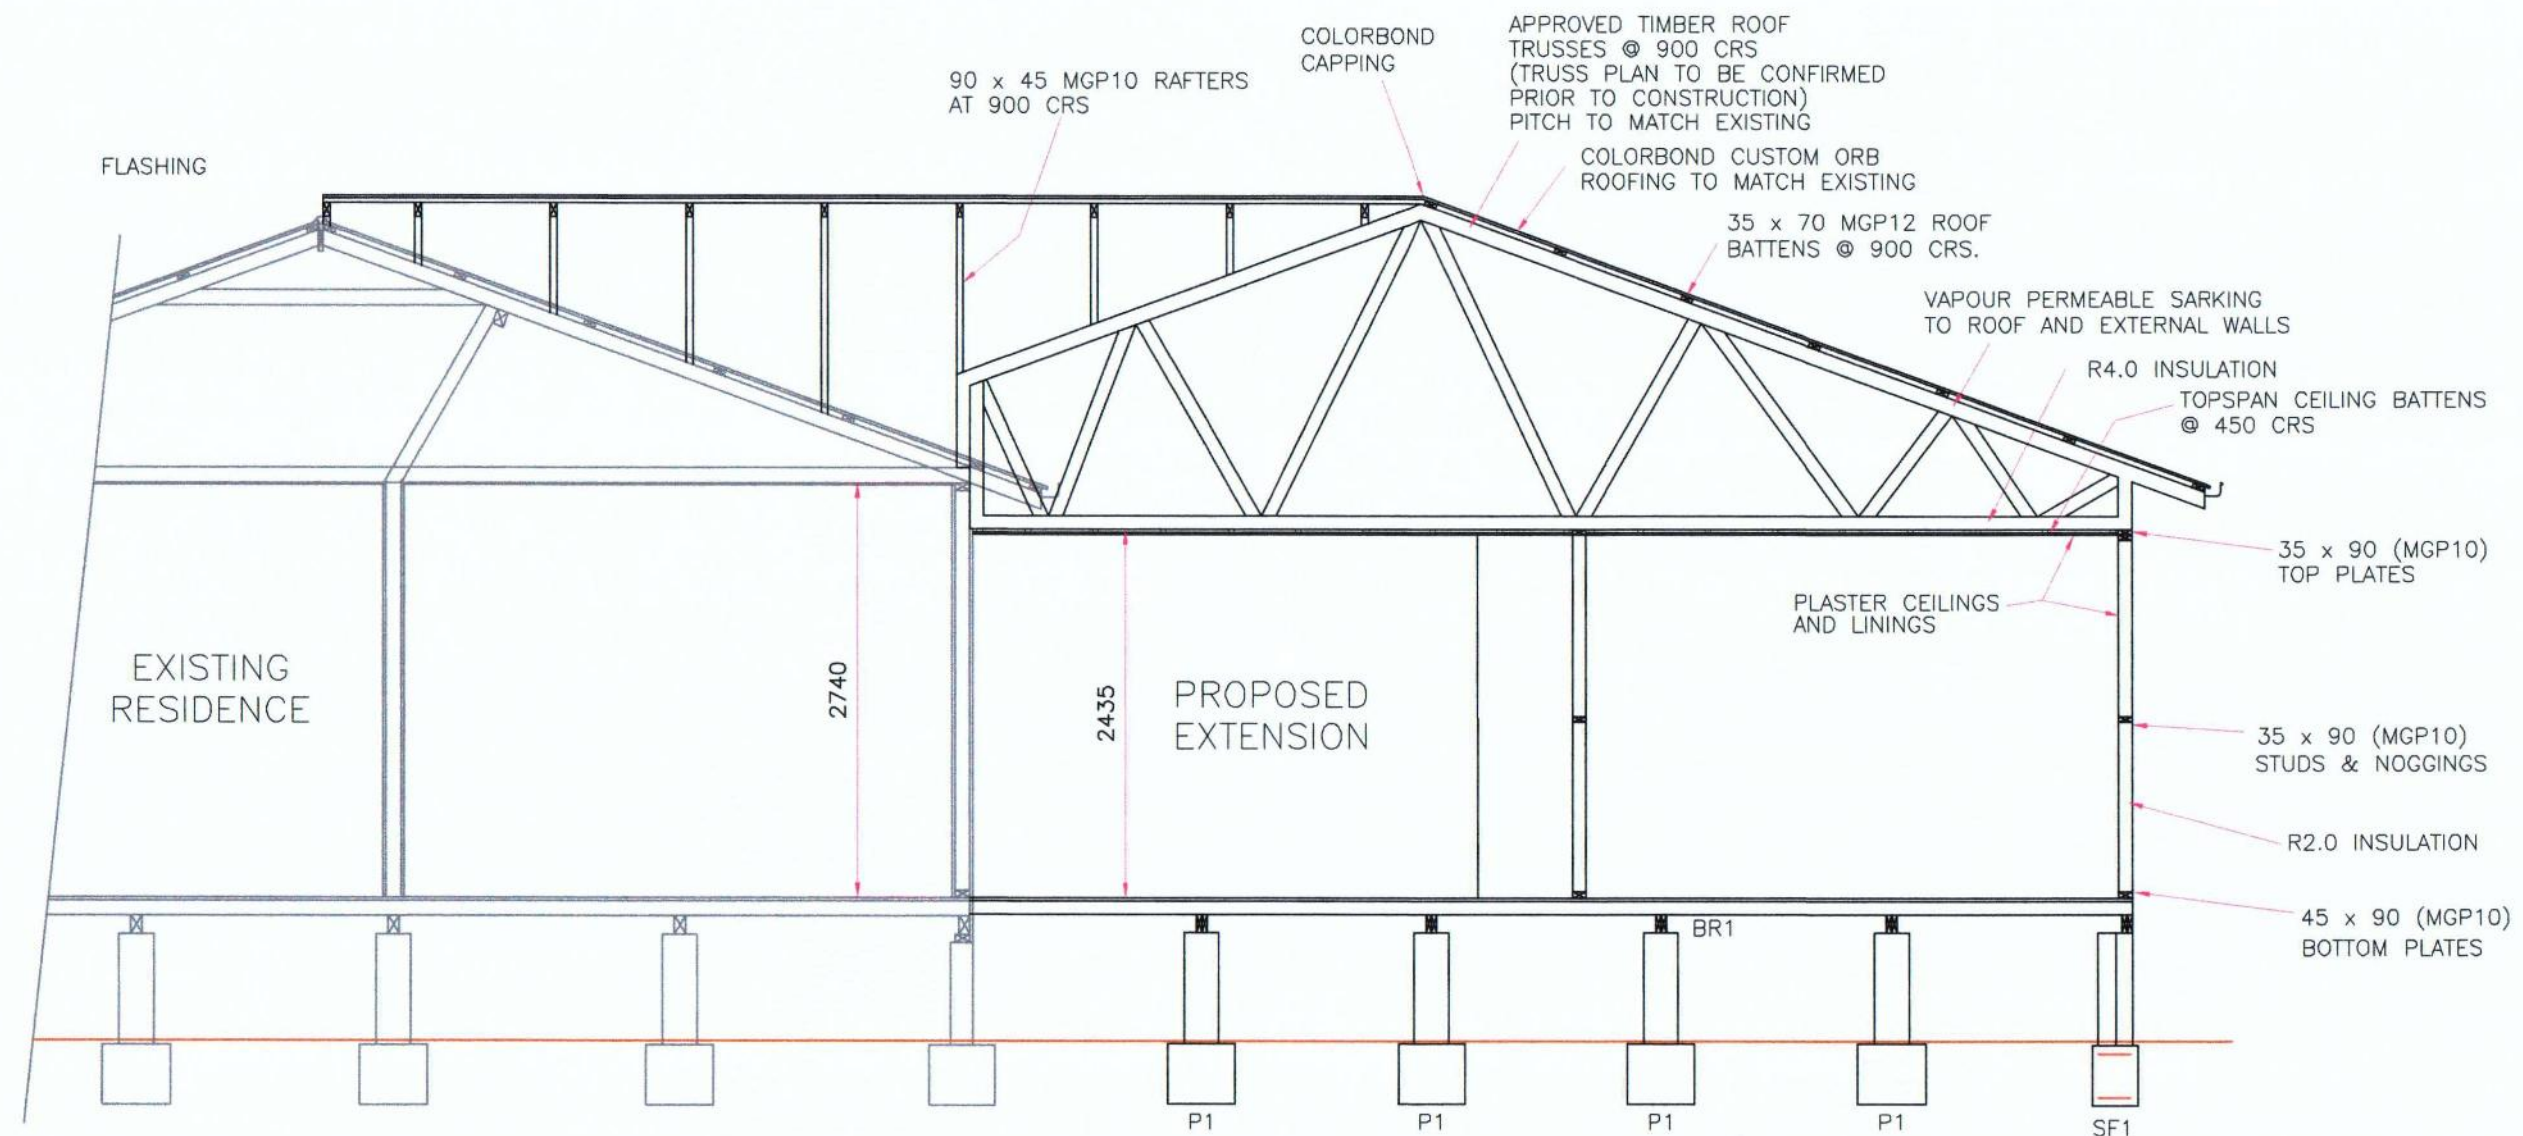 FLASHING
90 x 45 MGP10 RAFTERS
AT 900 CRS
COLORBOND
CAPPING
APPROVED TIMBER ROOF
TRUSSES @ 900 CRS
(TRUSS PLAN TO BE CONFIRMED
PRIOR TO CONSTRUCTION)
PITCH TO MATCH EXISTING
COLORBOND CUSTOM ORB
ROOFING TO MATCH EXISTING
35 x 70 MGP12 ROOF
BATTENS @ 900 CRS.
VAPOUR PERMEABLE SARKING
TO ROOF AND EXTERNAL WALLS
R4.0 INSULATION
TOPSPAN CEILING BATTENS
@ 450 CRS
35 x 90 (MGP10)
TOP PLATES
PLASTER CEILINGS
AND LININGS
EXISTING
RESIDENCE
2740
2435
PROPOSED
EXTENSION
35 x 90 (MGP10)
STUDS & NOGGINGS
R2.0 INSULATION
45 x 90 (MGP10)
BOTTOM PLATES
BR1
P1
P1
P1
P1
SF1